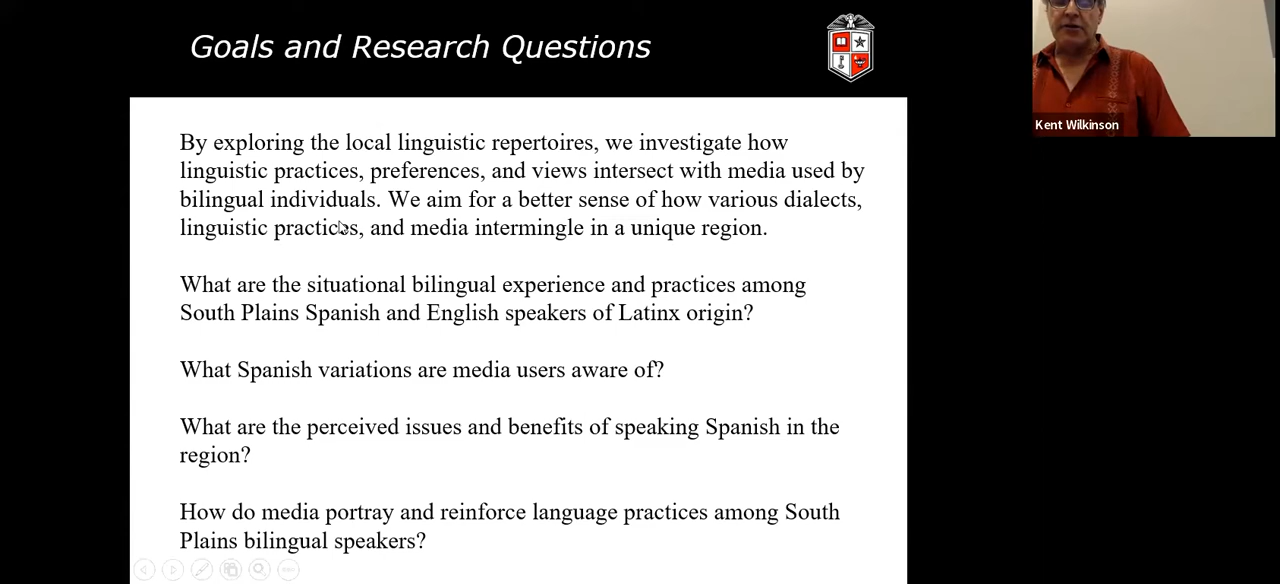 Goals and Research Questions
Kent Wilkinson
By exploring the local linguistic repertoires, we investigate how
linguistic practices, preferences, and views intersect with media used by
bilingual individuals. We aim for a better sense of how various dialects,
linguistic practices, and media intermingle in a unique region.
What are the situational bilingual experience and practices among
South Plains Spanish and English speakers of Latinx origin?
What Spanish variations are media users aware of?
What are the perceived issues and benefits of speaking Spanish in the
region?
How do media portray and reinforce language practices among South
Plains bilingual speakers?